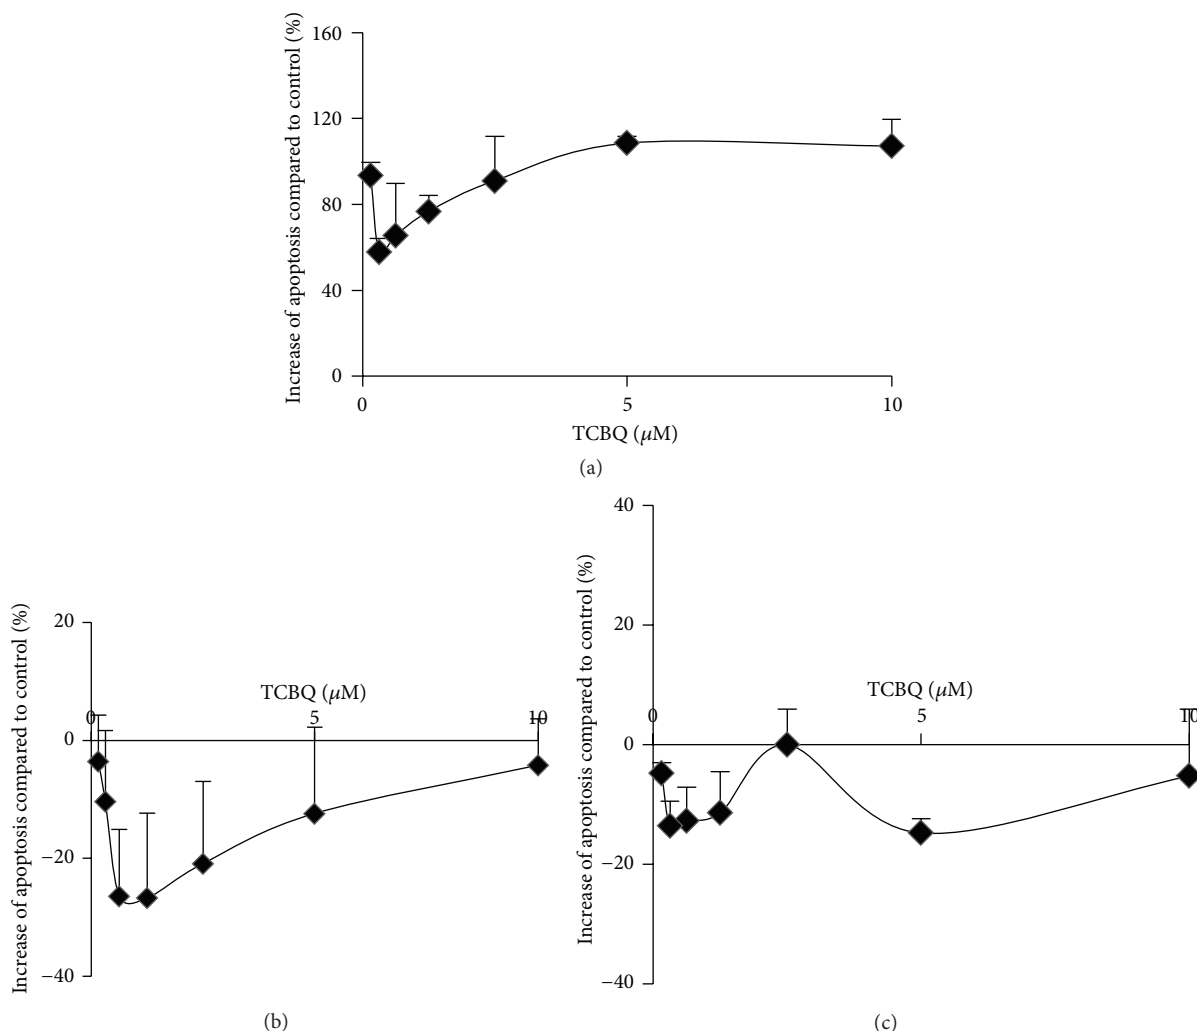 Increase of apoptosis compared to control (%)
160
120
80
40
0
0
5
10
TCBQ (μM)
(a)
Increase of apoptosis compared to control (%)
20
0
−20
−40
TCBQ (μM)
0
5
10
(b)
Increase of apoptosis compared to control (%)
40
20
0
−20
−40
TCBQ (μM)
0
5
10
(c)